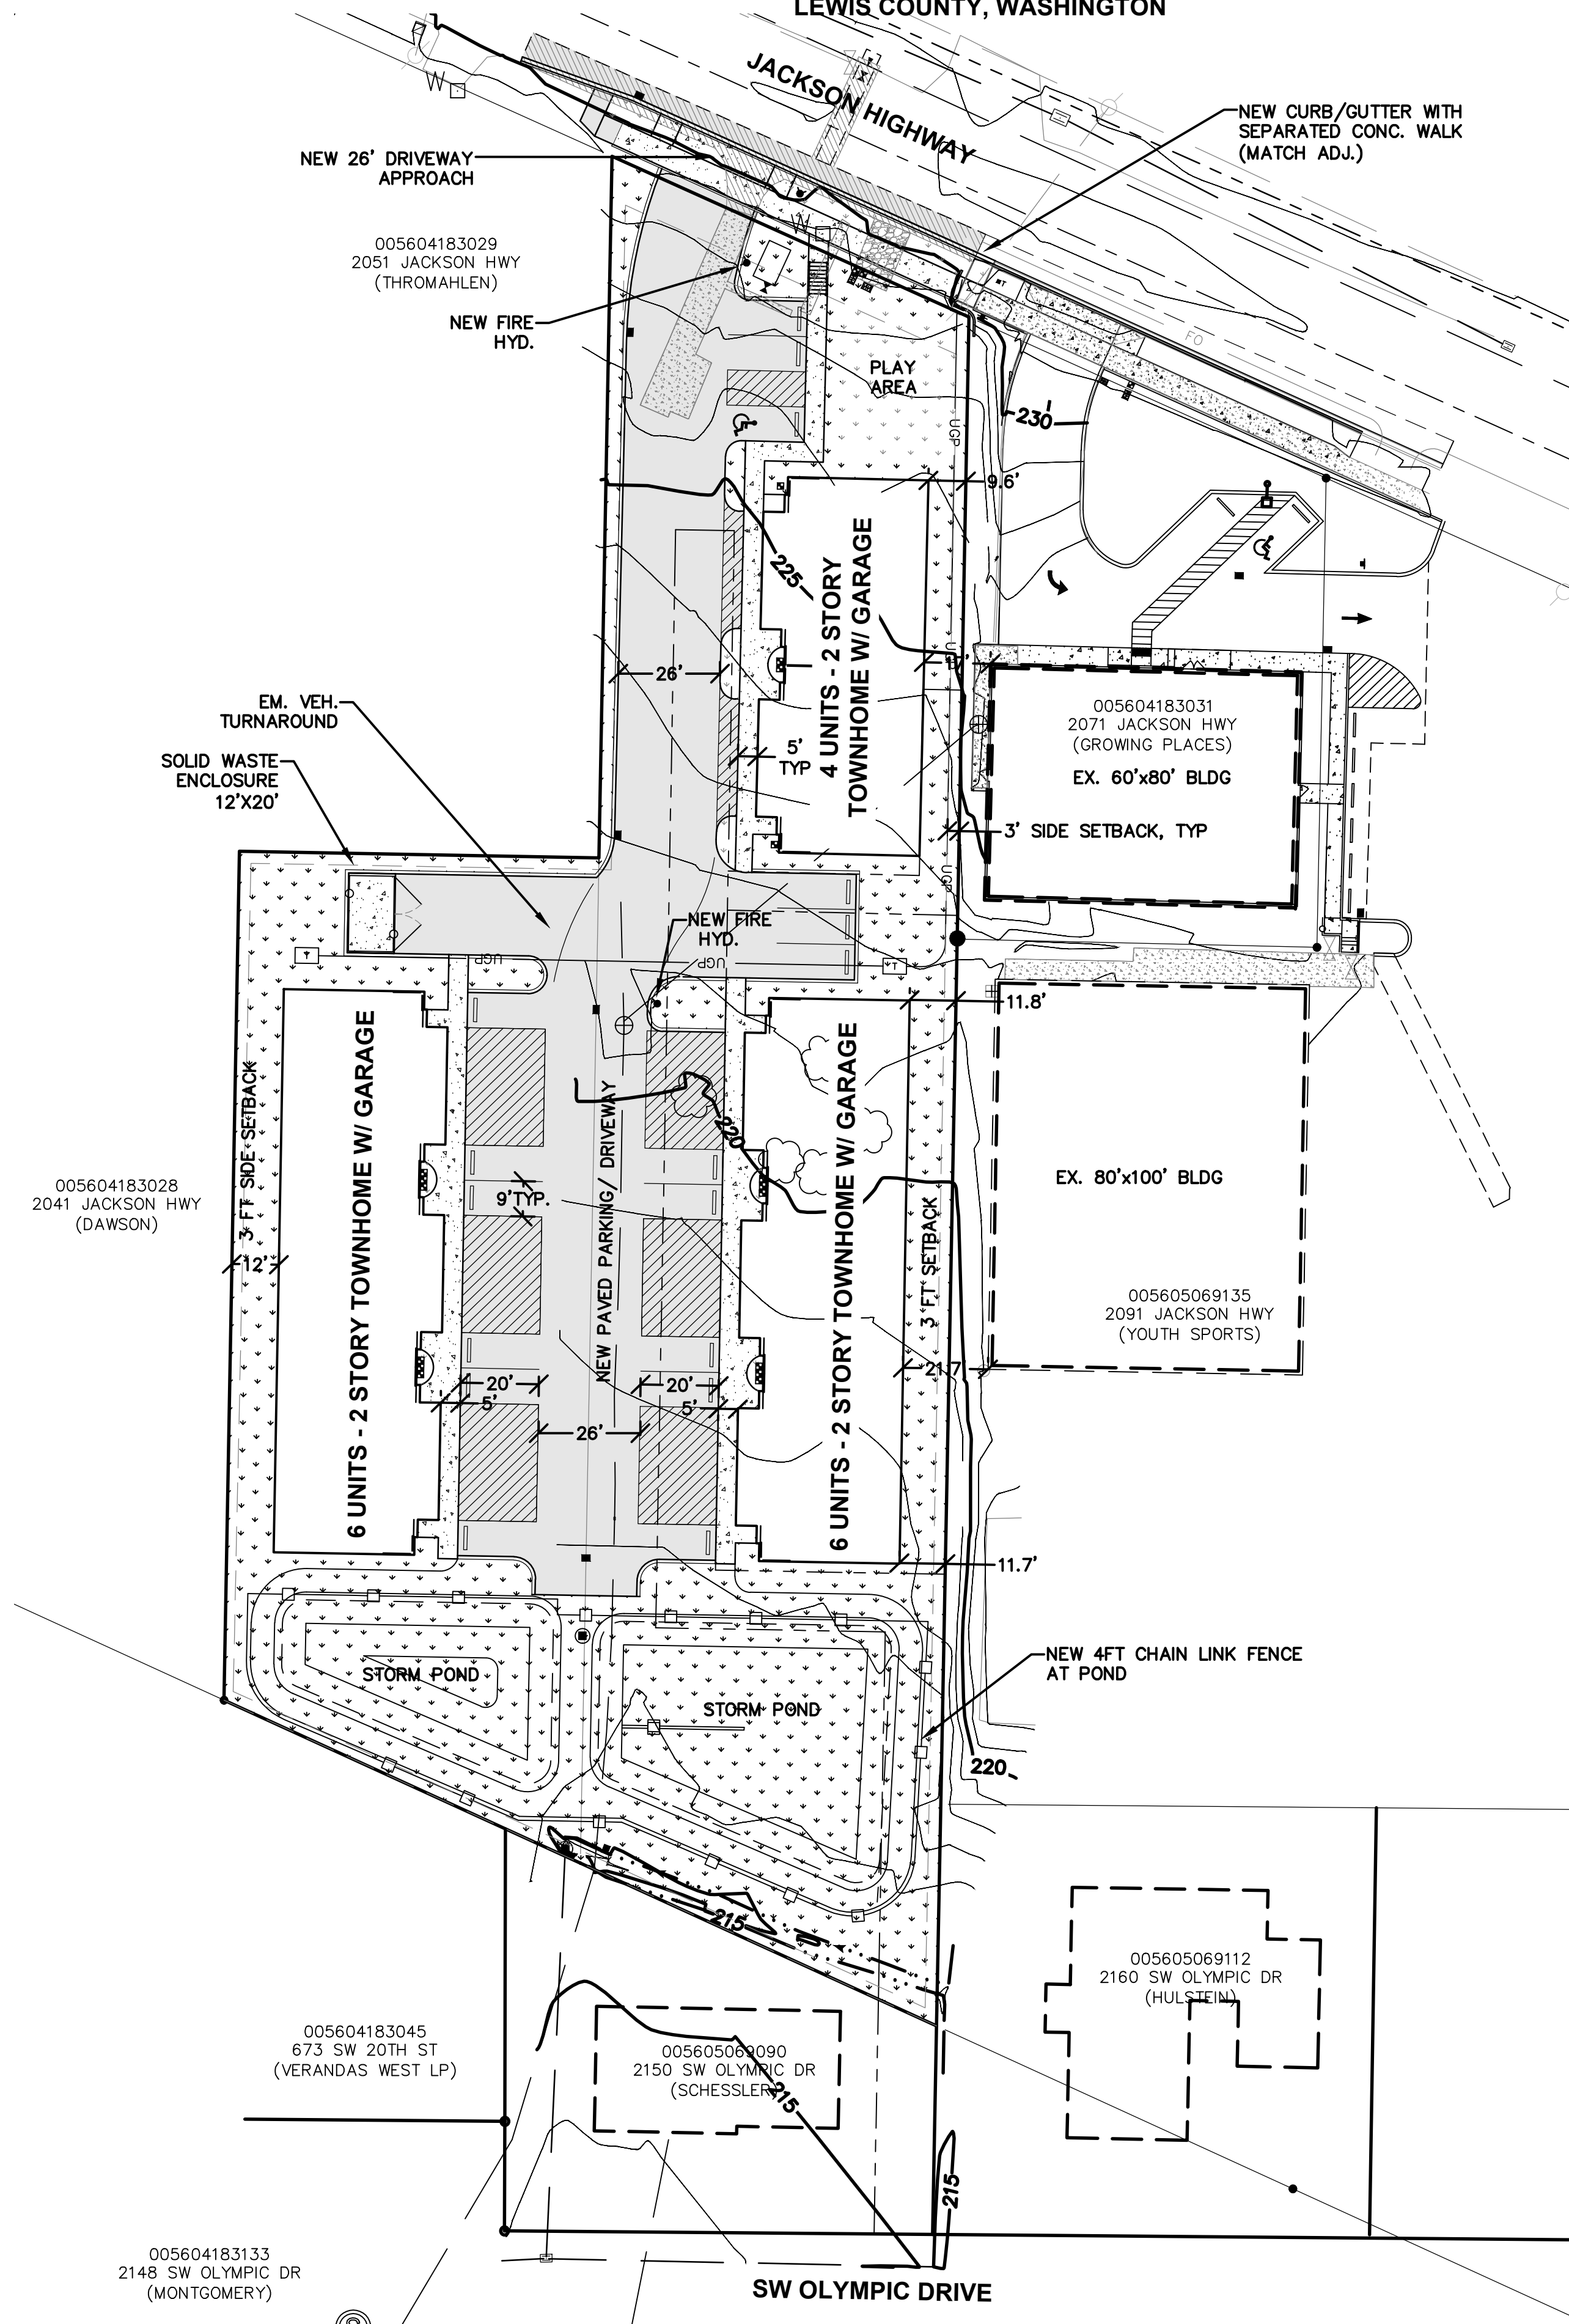 LEWIS COUNTY, WASHINGTON
JACKSON HIGHWAY
NEW CURB/GUTTER WITH
SEPARATED CONC. WALK
(MATCH ADJ.)
W
NEW 26' DRIVEWAY
APPROACH
W
005604183029
2051 JACKSON HWY
(THROMAHLEN)
NEW FIRE
HYD.
T
FO
PLAY
AREA
230
UGP
9.6'
225
4 UNITS - 2 STORY
TOWNHOME W/ GARAGE
26'
EM. VEH.
TURNAROUND
SOLID WASTE
ENCLOSURE
12'X20'
5'
TYP
005604183031
2071 JACKSON HWY
(GROWING PLACES)
EX. 60'x80' BLDG
3' SIDE SETBACK, TYP
UGP
NEW FIRE
HYD.
UGP
UGP
T
T
11.8'
6 UNITS - 2 STORY TOWNHOME W/ GARAGE
3 FT SIDE SETBACK
NEW PAVED PARKING/ DRIVEWAY
220
6 UNITS - 2 STORY TOWNHOME W/ GARAGE
3 FT SETBACK
EX. 80'x100' BLDG
005604183028
2041 JACKSON HWY
(DAWSON)
9'TYP.
12'
005605069135
2091 JACKSON HWY
(YOUTH SPORTS)
21.7'
20'
20'
5'
5'
26'
11.7'
NEW 4FT CHAIN LINK FENCE
AT POND
STORM POND
STORM POND
220
215
005605069112
2160 SW OLYMPIC DR
(HULSTEIN)
005604183045
673 SW 20TH ST
(VERANDAS WEST LP)
005605069090
2150 SW OLYMPIC DR
(SCHESSLER)
215
215
005604183133
2148 SW OLYMPIC DR
(MONTGOMERY)
SW OLYMPIC DRIVE